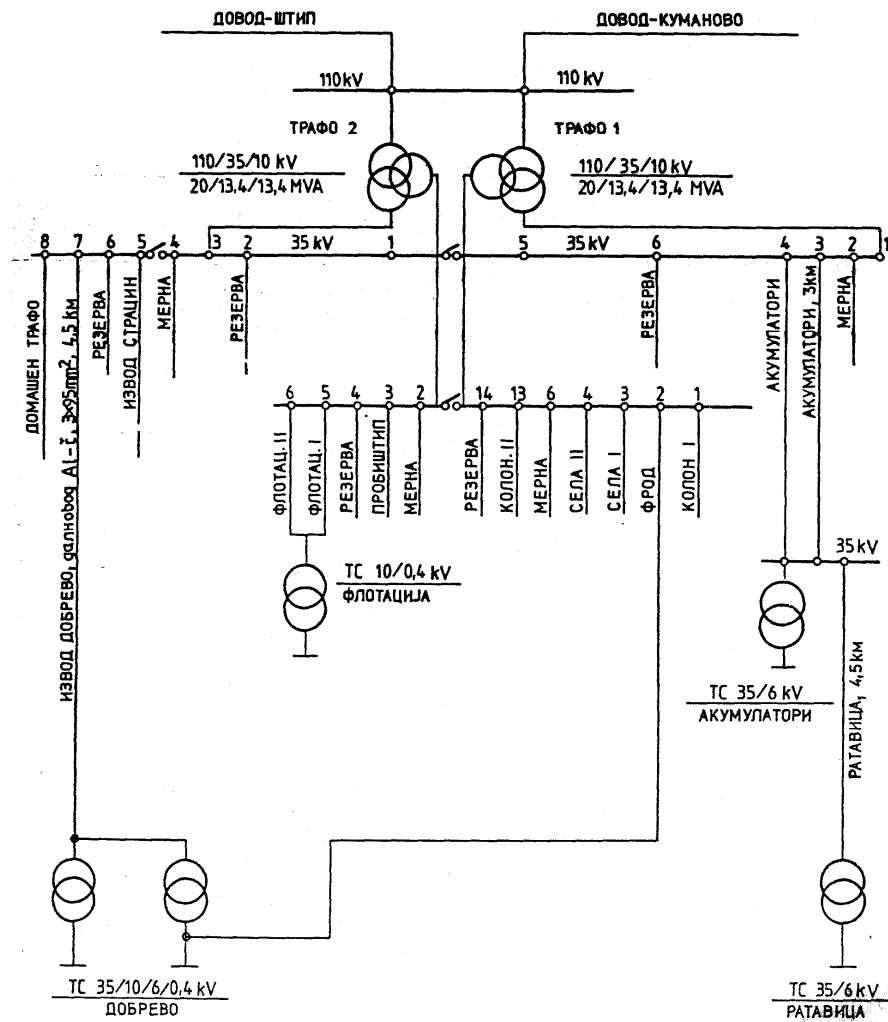 ДОВОД-ШТИП
ДОВОД-КУМАНОВО
110 kV
110 kV
ТРАФО 2
ТРАФО 1
110/35/10 kV
20/13,4/13,4 MVA
110/35/10 kV
20/13,4/13,4 MVA
8
7
6
5
4
3
2
35 kV
1
5
35 kV
6
4
3
2
1
ДОМАШЕН ТРАФО
ИЗВОД ДОБРЕВО, далновод Al-č, 3×95mm², 4,5 км
РЕЗЕРВА
ИЗВОД СТРАЦИН
МЕРНА
РЕЗЕРВА
РЕЗЕРВА
АКУМУЛАТОРИ
АКУМУЛАТОРИ, 3км
МЕРНА
6
5
4
3
2
14
13
6
4
3
2
1
ФЛОТАЦ. II
ФЛОТАЦ. I
РЕЗЕРВА
ПРОБИШТИП
МЕРНА
РЕЗЕРВА
КОЛОН. II
МЕРНА
СЕЛА II
СЕЛА I
ФРОД
КОЛОН I
35 kV
ТС 10/0,4 kV
ФЛОТАЦИЈА
ТС 35/6 kV
АКУМУЛАТОРИ
РАТАВИЦА, 4,5км
ТС 35/10/6/0,4 kV
ДОБРЕВО
ТС 35/6 kV
РАТАВИЦА